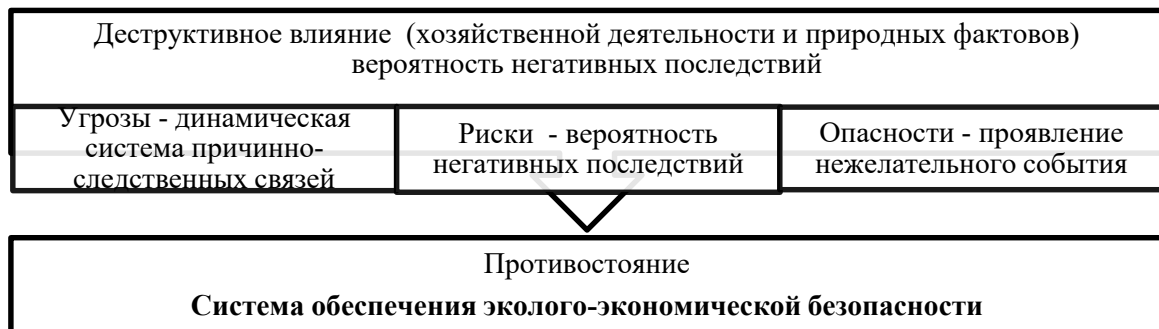 Деструктивное влияние (хозяйственной деятельности и природных фактовов)
вероятность негативных последствий
Угрозы - динамическая
система причинно-
следственных связей
Риски - вероятность
негативных последствий
Опасности - проявление
нежелательного события
Противостояние
Система обеспечения эколого-экономической безопасности